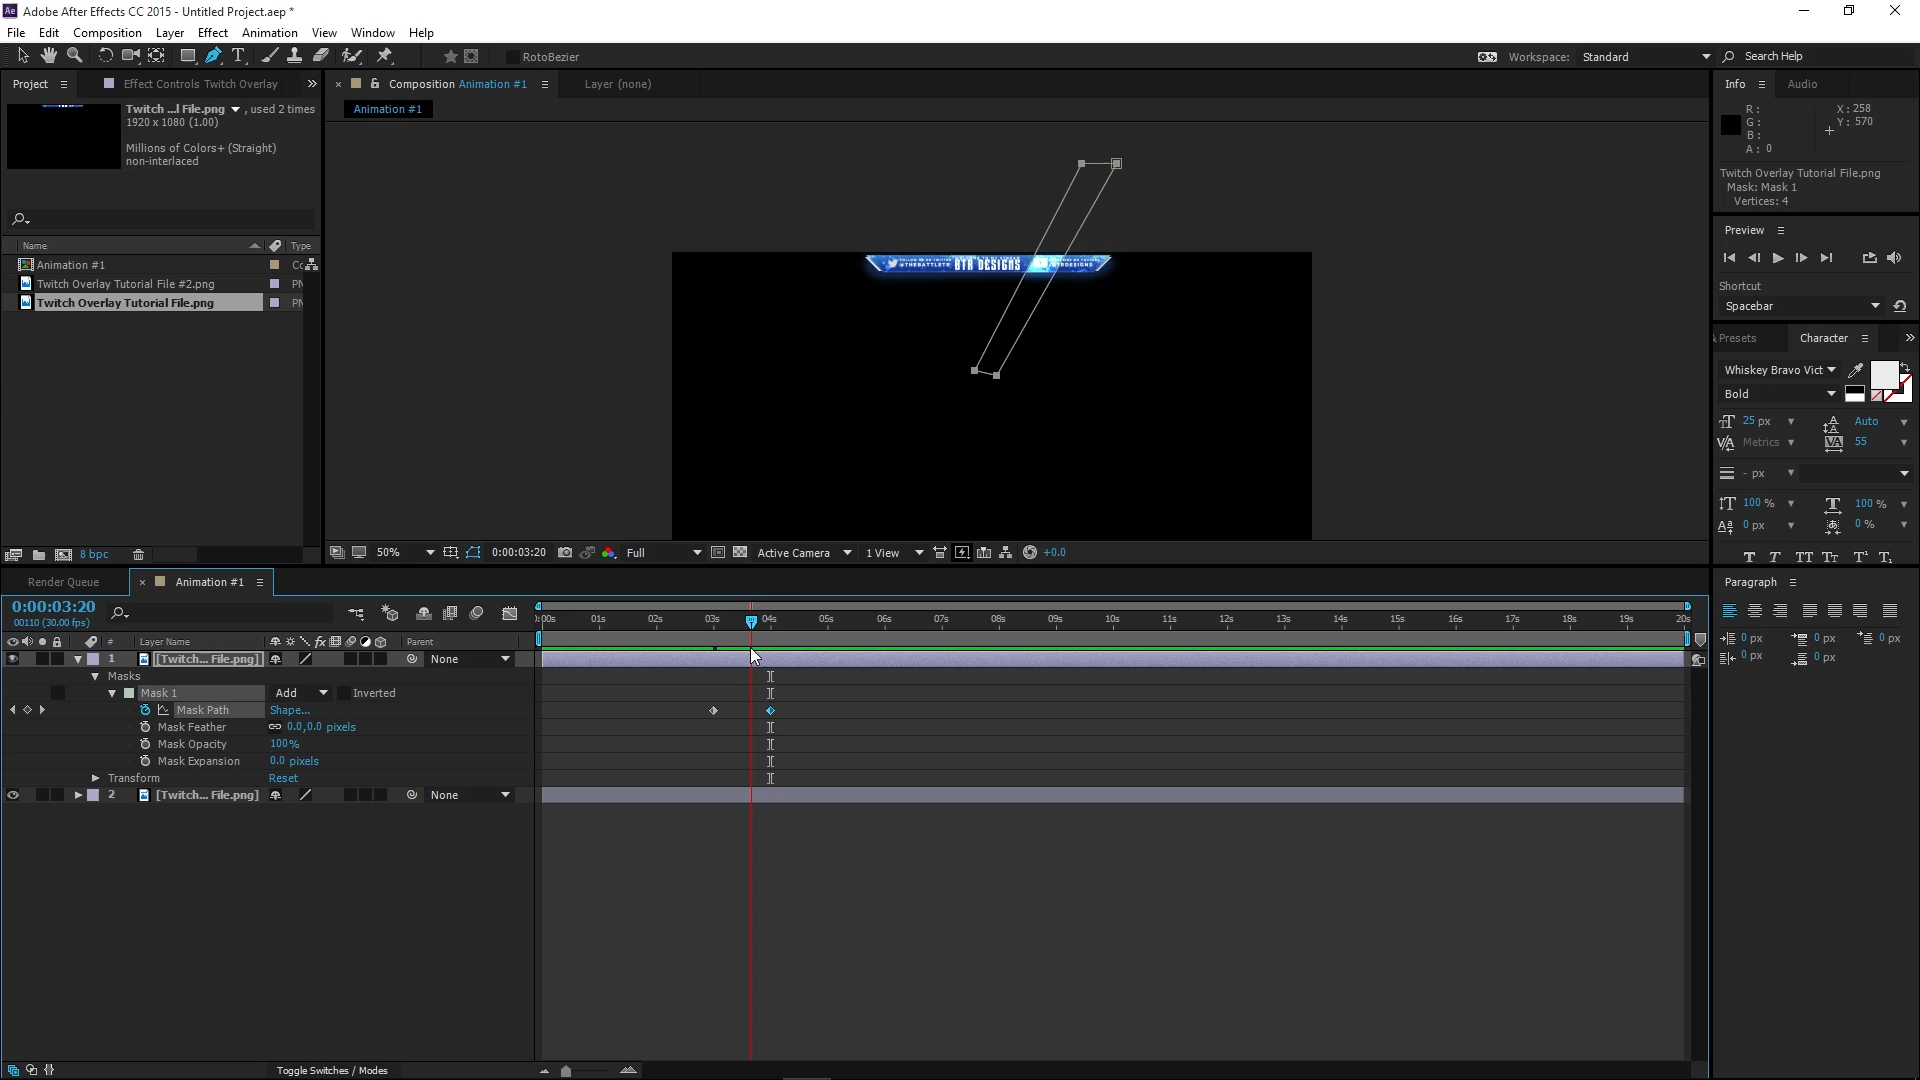 Adobe After Effects CC 2015 - Untitled Project.aep *
File Edit Composition Layer Effect Animation View Window Help
RotoBezier
Workspace: Standard
Search Help
Project
Effect Controls Twitch Overlay
Composition Animation #1
Layer (none)
Animation #1
Twitch ...l File.png , used 2 times
1920 x 1080 (1.00)
Millions of Colors+ (Straight)
non-interlaced
Name Type
Animation #1
Twitch Overlay Tutorial File #2.png PN
Twitch Overlay Tutorial File.png PN
8 bpc
@THEBATTLETR
BTR DESIGNS
50%
0:00:03:20
Full
Active Camera
1 View
+0.0
Info Audio
R: X: 258
G: Y: 570
B:
A: 0
Twitch Overlay Tutorial File.png
Mask: Mask 1
Vertices: 4
Preview
Shortcut
Spacebar
& Presets Character
Whiskey Bravo Vict
Bold
25 px Auto
Metrics 55
- px
100 % 100 %
0 px 0 %
Paragraph
0 px 0 px 0 px
0 px 0 px
Render Queue
Animation #1
0:00:03:20
00110 (30.00 fps)
# Layer Name Parent
1 [Twitch... File.png] None
Masks
Mask 1 Add Inverted
Mask Path Shape...
Mask Feather 0.0,0.0 pixels
Mask Opacity 100%
Mask Expansion 0.0 pixels
Transform Reset
2 [Twitch... File.png] None
:00s 01s 02s 03s 04s 05s 06s 07s 08s 09s 10s 11s 12s 13s 14s 15s 16s 17s 18s 19s 20s
Toggle Switches / Modes